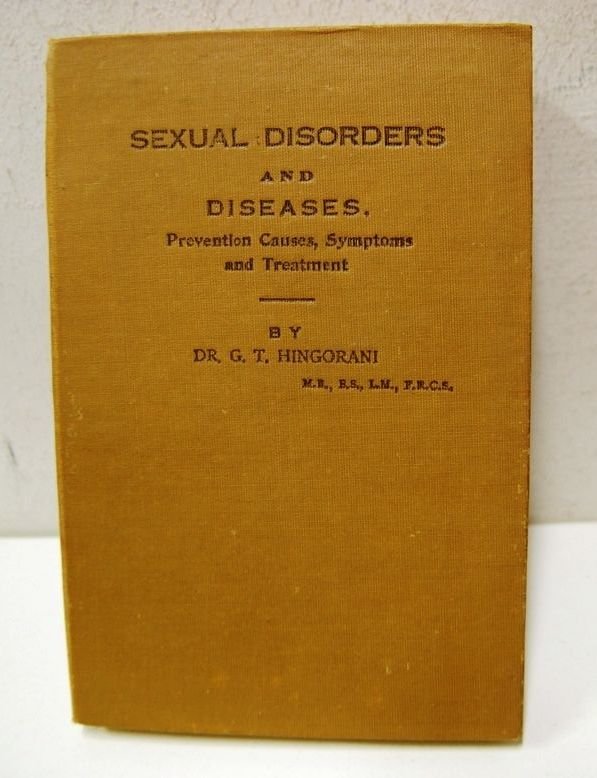 SEXUAL DISORDERS
AND
DISEASES.
Prevention Causes, Symptoms
and Treatment
BY
DR. G. T. HINGORANI
M.B., B.S., L.M., F.R.C.S.